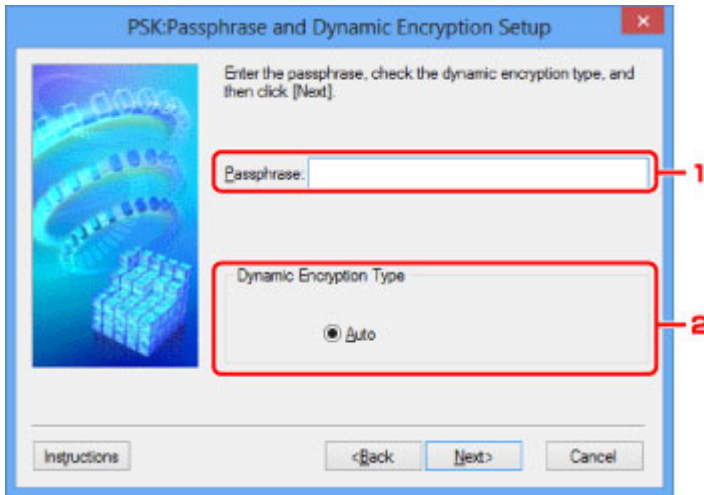 PSK:Passphrase and Dynamic Encryption Setup
Enter the passphrase, check the dynamic encryption type, and
then click [Next].
Passphrase:
1
Dynamic Encryption Type
Auto
2
Instructions
<Back
Next>
Cancel